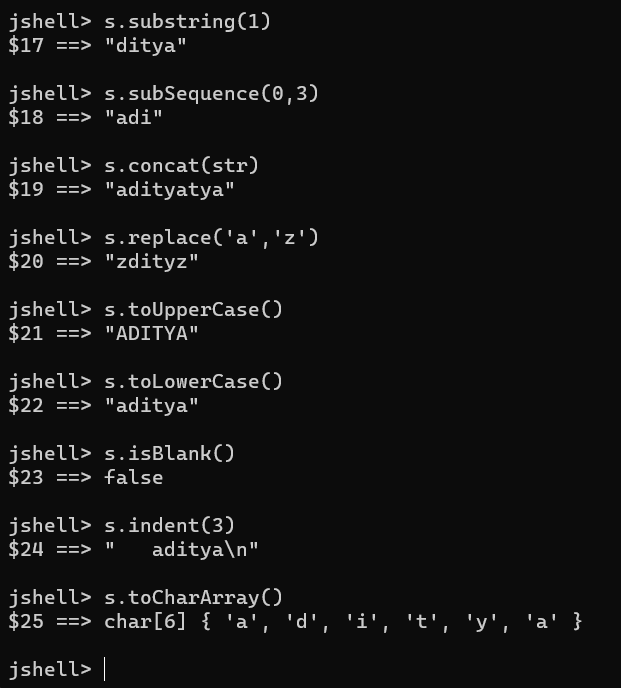 jshell> s.substring(1)
$17 ==> "ditya"
jshell> s.subSequence(0,3)
$18 ==> "adi"
jshell> s.concat(str)
$19 ==> "adityatya"
jshell> s.replace('a','z')
$20 ==> "zdityz"
jshell> s.toUpperCase()
$21 ==> "ADITYA"
jshell> s.toLowerCase()
$22 ==> "aditya"
jshell> s.isBlank()
$23 ==> false
jshell> s.indent(3)
$24 ==> "   aditya\n"
jshell> s.toCharArray()
$25 ==> char[6] { 'a', 'd', 'i', 't', 'y', 'a' }
jshell>